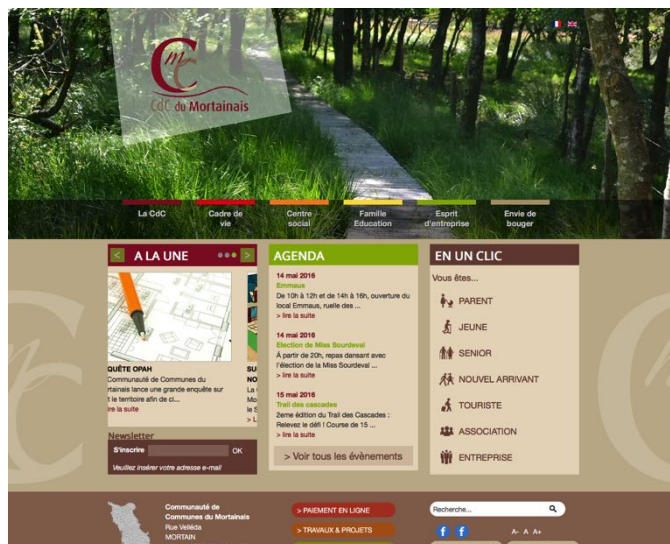 CdC du Mortainais
La CdC
Cadre de
vie
Centre
social
Famille
Education
Esprit
d'entreprise
Envie de
bouger
A LA UNE
QUÊTE OPAH
Communauté de Communes du
rtainais lance une grande enquête sur
t le territoire afin de ci...
lire la suite
SU
NO
La
Mo
le S
> L
Newsletter
S'inscrire
OK
Veuillez insérer votre adresse e-mail
AGENDA
14 mai 2016
Emmaus
De 10h à 12h et de 14h à 16h, ouverture du
local Emmaus, ruelle des ...
> lire la suite
14 mai 2016
Election de Miss Sourdeval
À partir de 20h, repas dansant avec
l'élection de la Miss Sourdeval ...
> lire la suite
15 mai 2016
Trail des cascades
2eme édition du Trail des Cascades :
Relevez le défi ! Course de 15 ...
> lire la suite
> Voir tous les évènements
EN UN CLIC
Vous êtes...
PARENT
JEUNE
SENIOR
NOUVEL ARRIVANT
TOURISTE
ASSOCIATION
ENTREPRISE
Communauté de
Communes du Mortainais
Rue Velléda
MORTAIN
> PAIEMENT EN LIGNE
> TRAVAUX & PROJETS
Recherche...
A- A A+